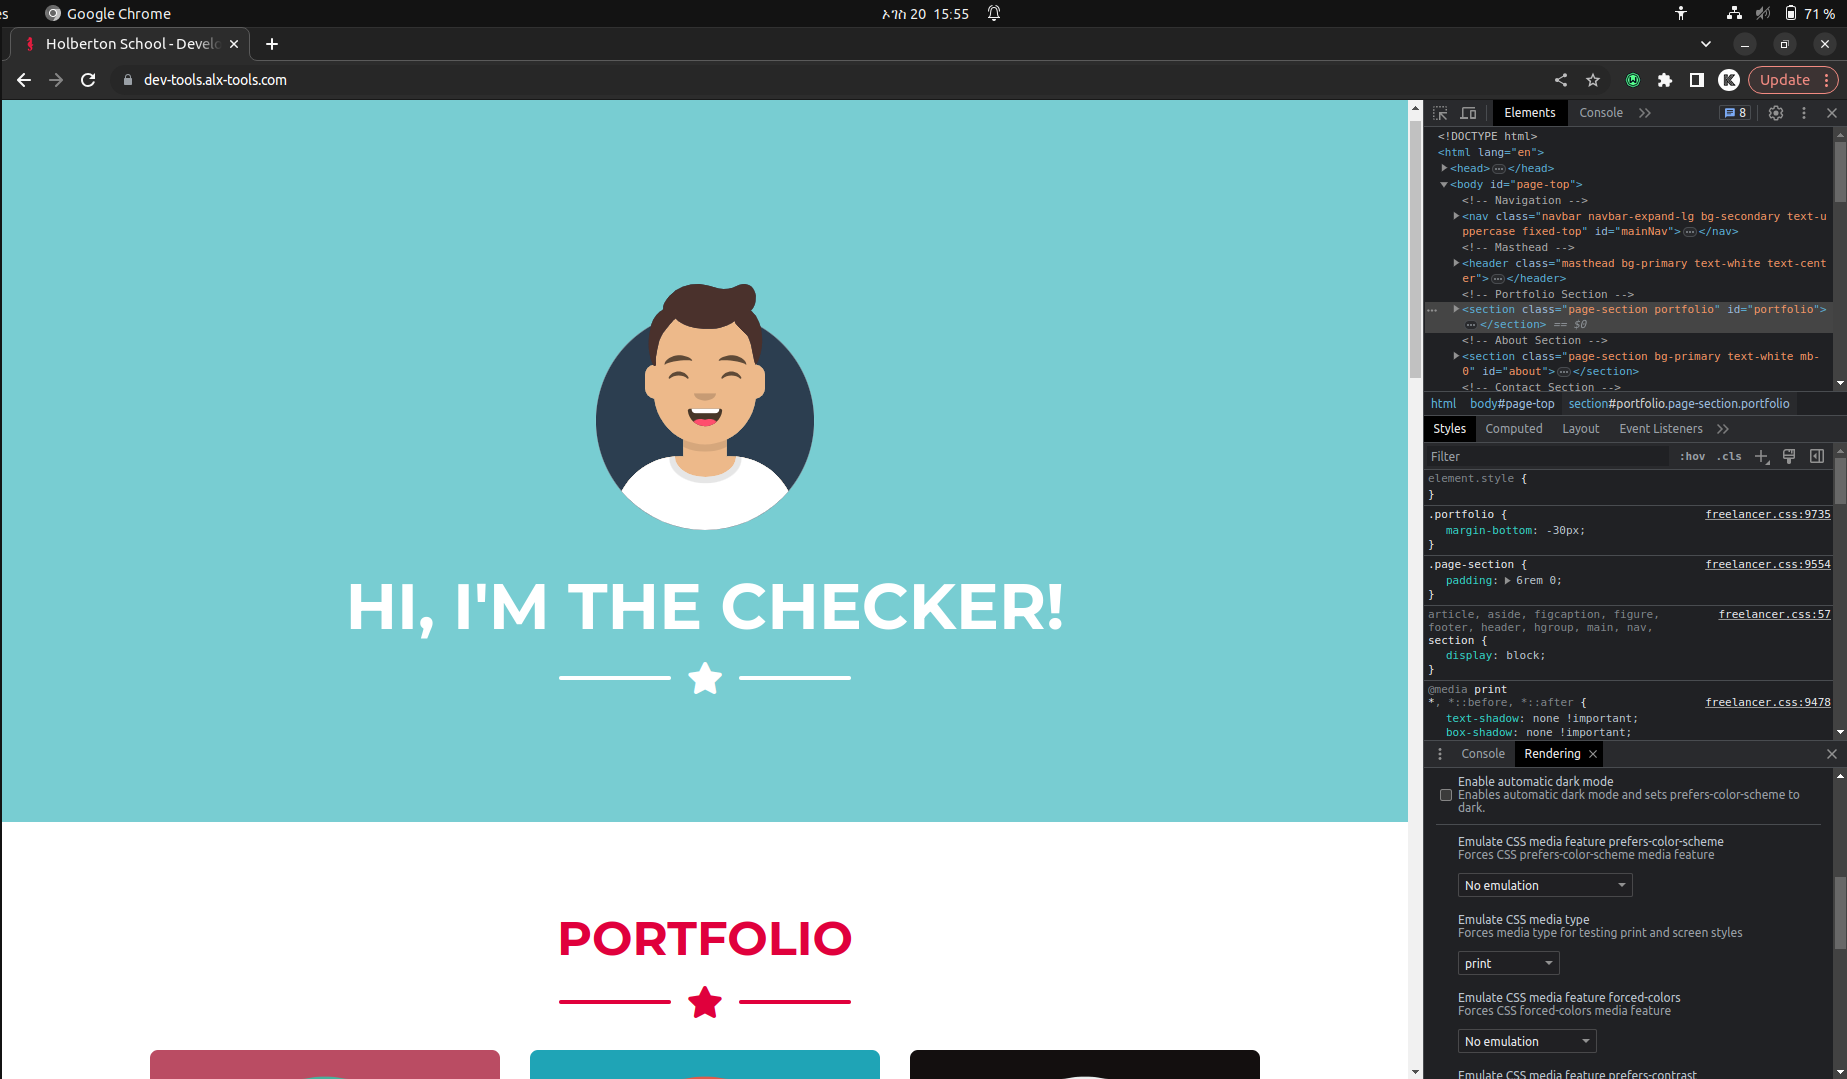 es
Google Chrome
ኦገስ 20 15:55
71 %
Holberton School - Develo
dev-tools.alx-tools.com
K
Update
Elements
Console
8
<!DOCTYPE html>
<html lang="en">
<head>…</head>
<body id="page-top">
<!-- Navigation -->
<nav class="navbar navbar-expand-lg bg-secondary text-u
ppercase fixed-top" id="mainNav">…</nav>
<!-- Masthead -->
<header class="masthead bg-primary text-white text-cent
er">…</header>
<!-- Portfolio Section -->
<section class="page-section portfolio" id="portfolio">
…</section> == $0
<!-- About Section -->
<section class="page-section bg-primary text-white mb-
0" id="about">…</section>
<!-- Contact Section -->
html body#page-top section#portfolio.page-section.portfolio
Styles Computed Layout Event Listeners
Filter
:hov .cls
element.style {
}
.portfolio {
freelancer.css:9735
margin-bottom: -30px;
}
.page-section {
freelancer.css:9554
padding: 6rem 0;
}
article, aside, figcaption, figure,
freelancer.css:57
footer, header, hgroup, main, nav,
section {
display: block;
}
@media print
*, *::before, *::after {
freelancer.css:9478
text-shadow: none !important;
box-shadow: none !important;
Console Rendering
Enable automatic dark mode
Enables automatic dark mode and sets prefers-color-scheme to
dark.
Emulate CSS media feature prefers-color-scheme
Forces CSS prefers-color-scheme media feature
No emulation
Emulate CSS media type
Forces media type for testing print and screen styles
print
Emulate CSS media feature forced-colors
Forces CSS forced-colors media feature
No emulation
Emulate CSS media feature prefers-contrast
HI, I'M THE CHECKER!
PORTFOLIO